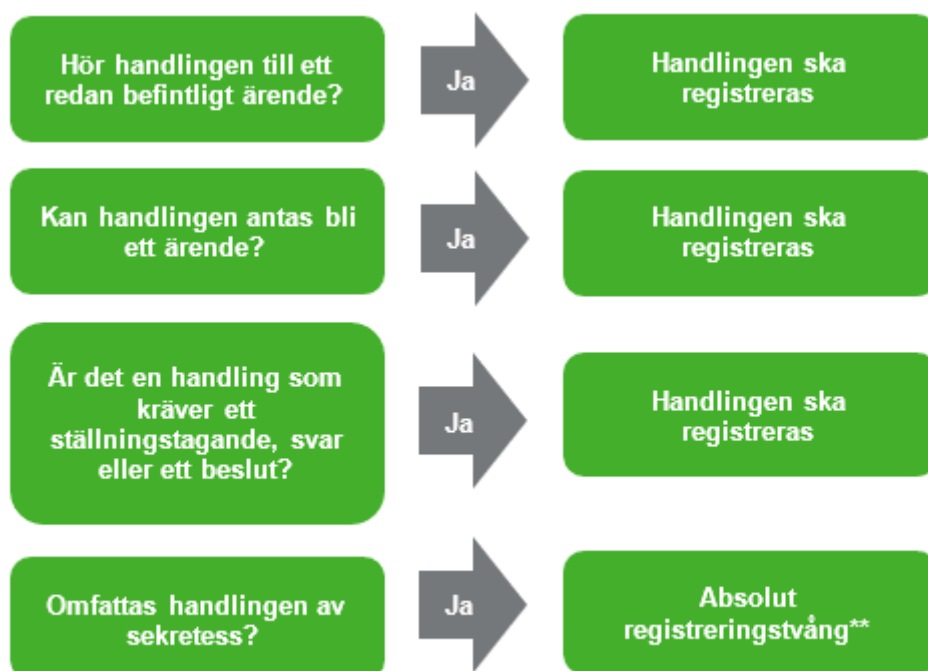 Hör handlingen till ett
redan befintligt ärende?
Ja
Handlingen ska
registreras
Kan handlingen antas bli
ett ärende?
Ja
Handlingen ska
registreras
Är det en handling som
kräver ett
ställningstagande, svar
eller ett beslut?
Ja
Handlingen ska
registreras
Omfattas handlingen av
sekretess?
Ja
Absolut
registreringstvång**